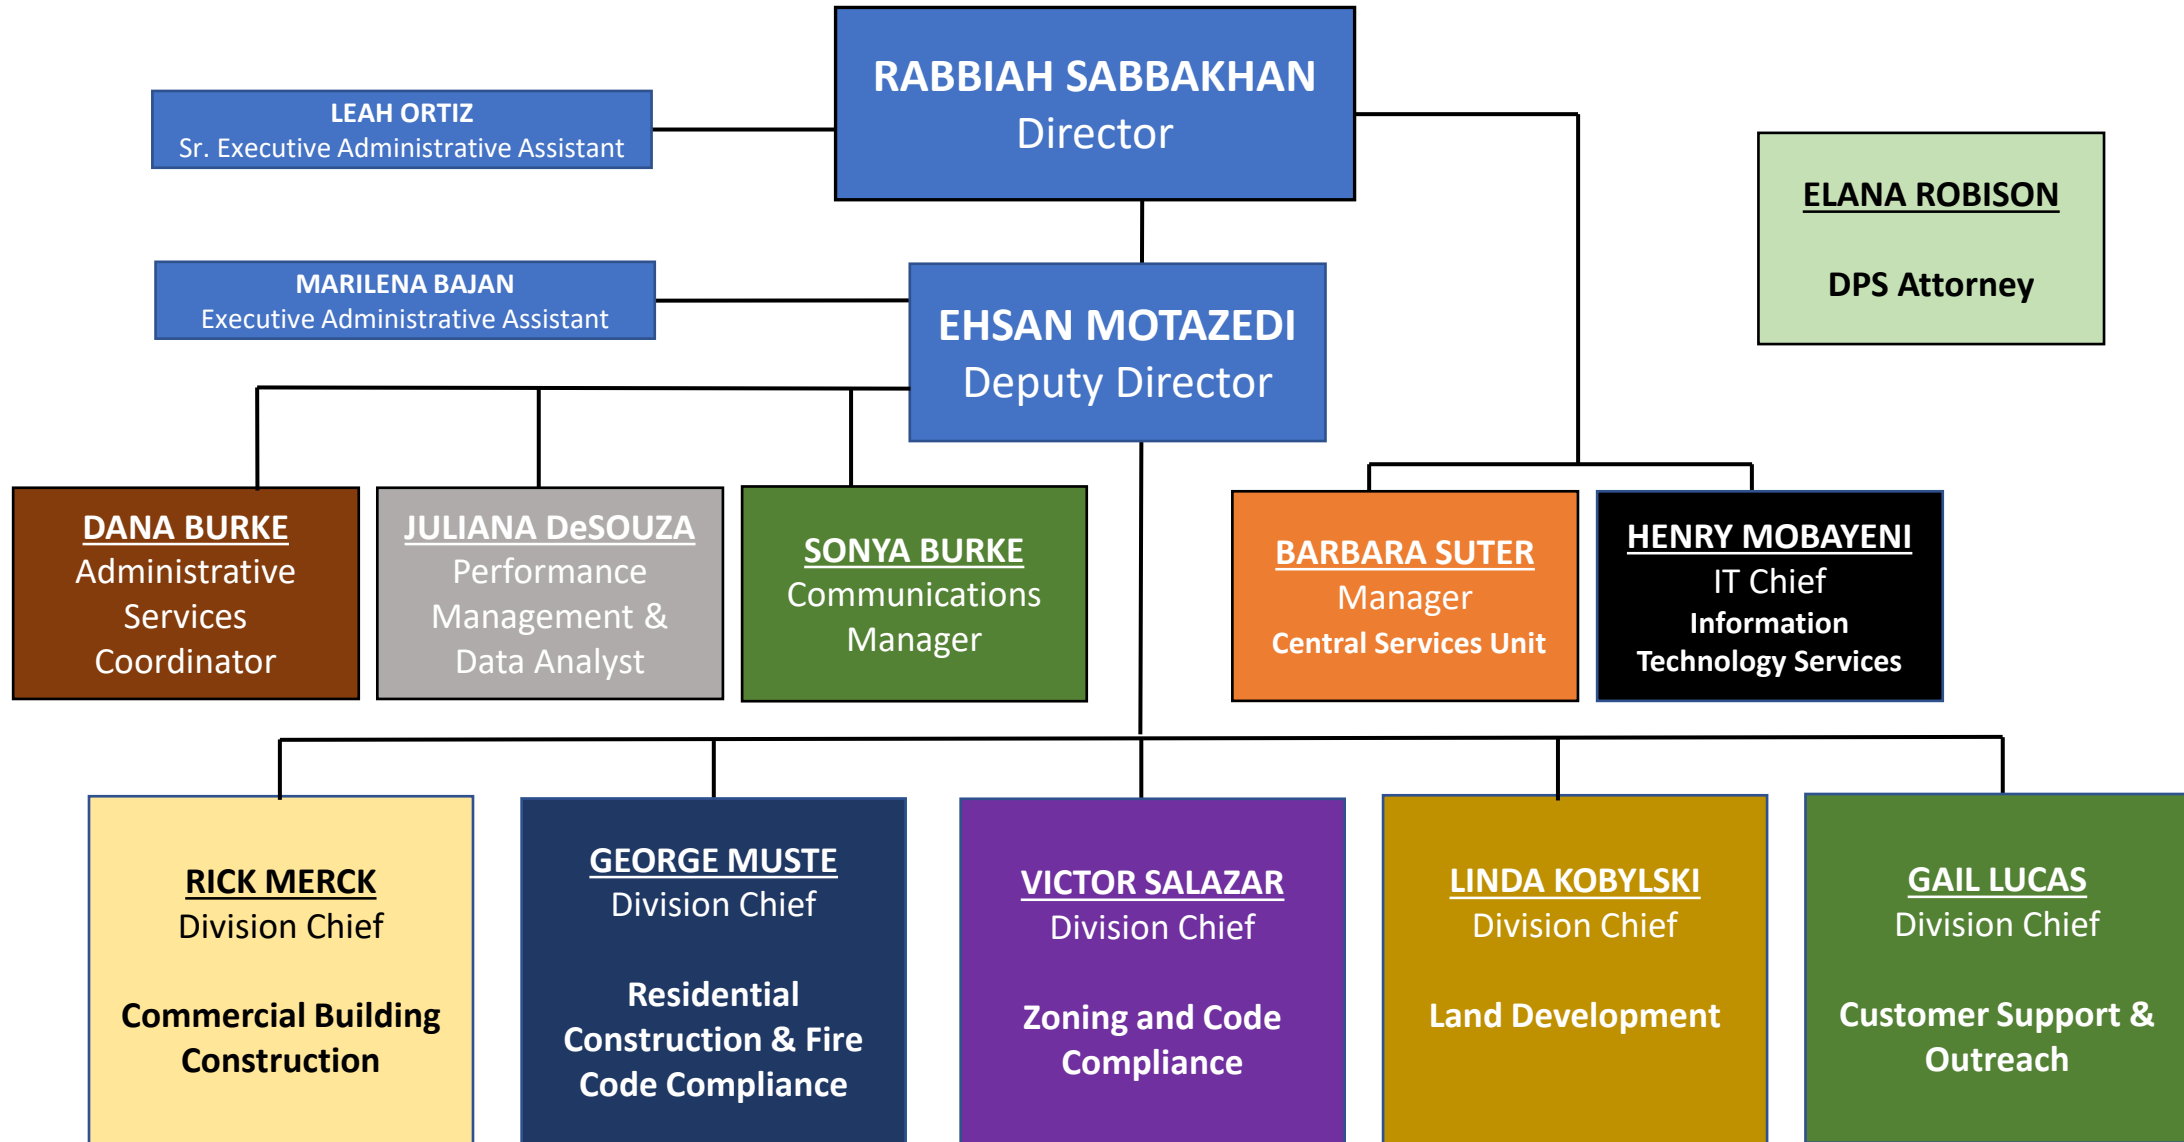 RABBIAH SABBAKHAN
Director
LEAH ORTIZ
Sr. Executive Administrative Assistant
ELANA ROBISON
DPS Attorney
MARILENA BAJAN
Executive Administrative Assistant
EHSAN MOTAZEDI
Deputy Director
DANA BURKE
Administrative
Services
Coordinator
JULIANA DeSOUZA
Performance
Management &
Data Analyst
SONYA BURKE
Communications
Manager
BARBARA SUTER
Manager
Central Services Unit
HENRY MOBAYENI
IT Chief
Information
Technology Services
RICK MERCK
Division Chief
Commercial Building
Construction
GEORGE MUSTE
Division Chief
Residential
Construction & Fire
Code Compliance
VICTOR SALAZAR
Division Chief
Zoning and Code
Compliance
LINDA KOBYLSKI
Division Chief
Land Development
GAIL LUCAS
Division Chief
Customer Support &
Outreach